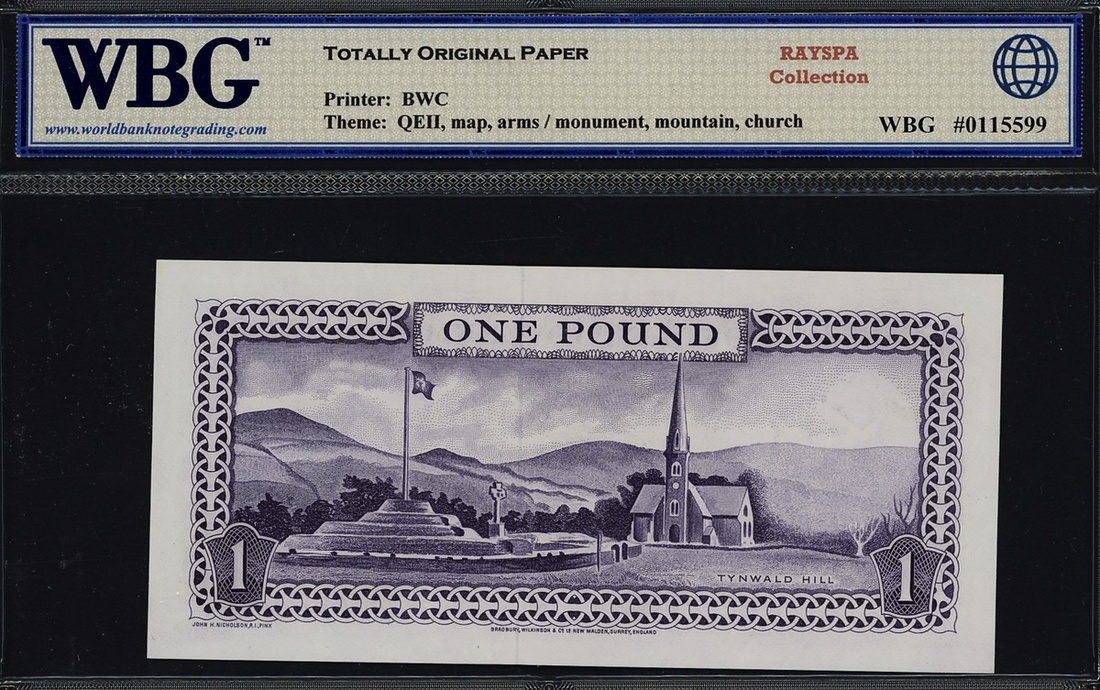 WBG™
www.worldbanknotegrading.com
TOTALLY ORIGINAL PAPER
Printer: BWC
Theme: QEII, map, arms / monument, mountain, church
RAYSPA
Collection
WBG #0115599
ONE POUND
1
TYNWALD HILL
1
JOHN H. NICHOLSON, R.I., PINX
BRADBURY, WILKINSON & Cº Lº NEW MALDEN, SURREY, ENGLAND